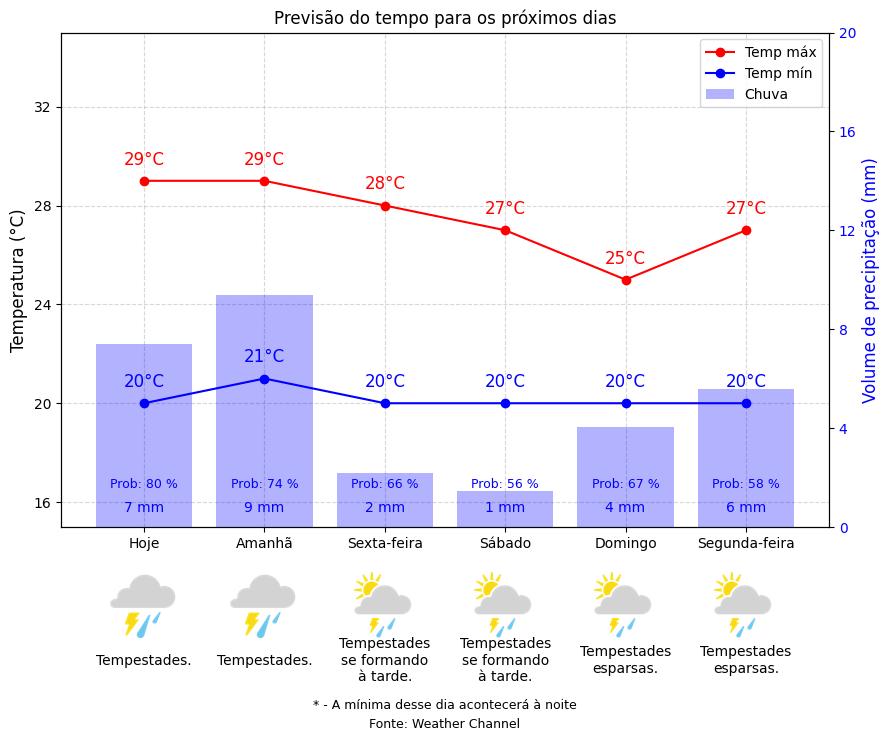 Previsão do tempo para os próximos dias
Temp máx
Temp mín
Chuva
Temperatura (°C)
32
28
24
20
16
Volume de precipitação (mm)
20
16
12
8
4
0
29°C
29°C
28°C
27°C
25°C
27°C
20°C
21°C
20°C
20°C
20°C
20°C
Prob: 80 %
Prob: 74 %
Prob: 66 %
Prob: 56 %
Prob: 67 %
Prob: 58 %
7 mm
9 mm
2 mm
1 mm
4 mm
6 mm
Hoje
Amanhã
Sexta-feira
Sábado
Domingo
Segunda-feira
Tempestades.
Tempestades.
Tempestades
se formando
à tarde.
Tempestades
se formando
à tarde.
Tempestades
esparsas.
Tempestades
esparsas.
* - A mínima desse dia acontecerá à noite
Fonte: Weather Channel